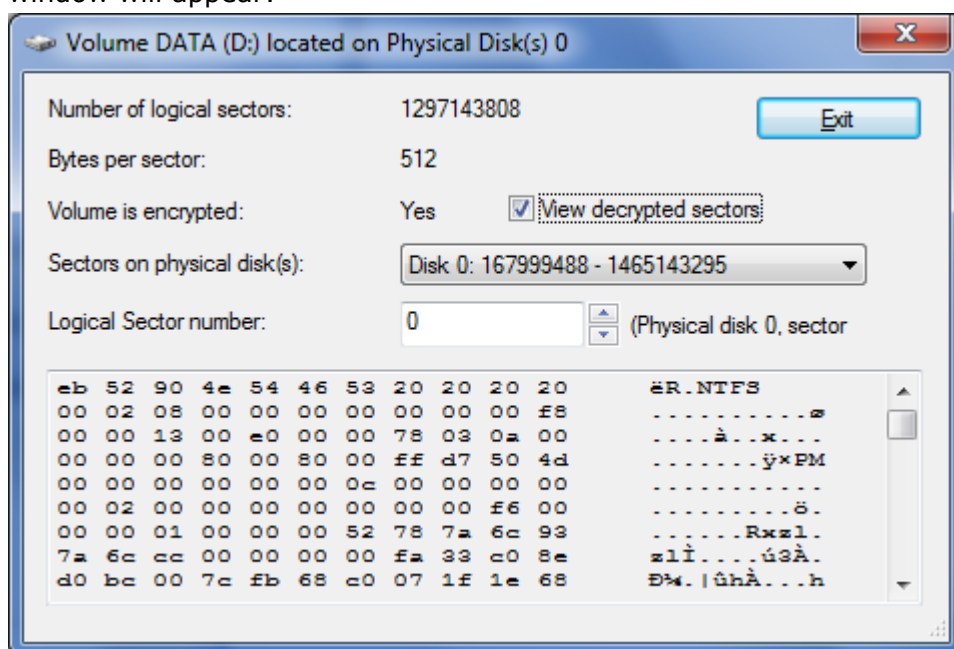 window will appear:
Volume DATA (D:) located on Physical Disk(s) 0
Number of logical sectors: 1297143808
Exit
Bytes per sector: 512
Volume is encrypted: Yes View decrypted sectors
Sectors on physical disk(s): Disk 0: 167999488 - 1465143295
Logical Sector number: 0 (Physical disk 0, sector
eb 52 90 4e 54 46 53 20 20 20 20 ëR.NTFS
00 02 08 00 00 00 00 00 00 00 f8 ..........ø
00 00 13 00 e0 00 00 78 03 0a 00 ....à..x...
00 00 00 80 00 80 00 ff d7 50 4d .......ÿ×PM
00 00 00 00 00 00 0c 00 00 00 00 ...........
00 02 00 00 00 00 00 00 00 f6 00 .........ö.
00 00 01 00 00 00 52 78 7a 6c 93 ......Rxzl.
7a 6c cc 00 00 00 00 fa 33 c0 8e zlÌ....ú3À.
d0 bc 00 7c fb 68 c0 07 1f 1e 68 Ð¼.|ûhÀ...h